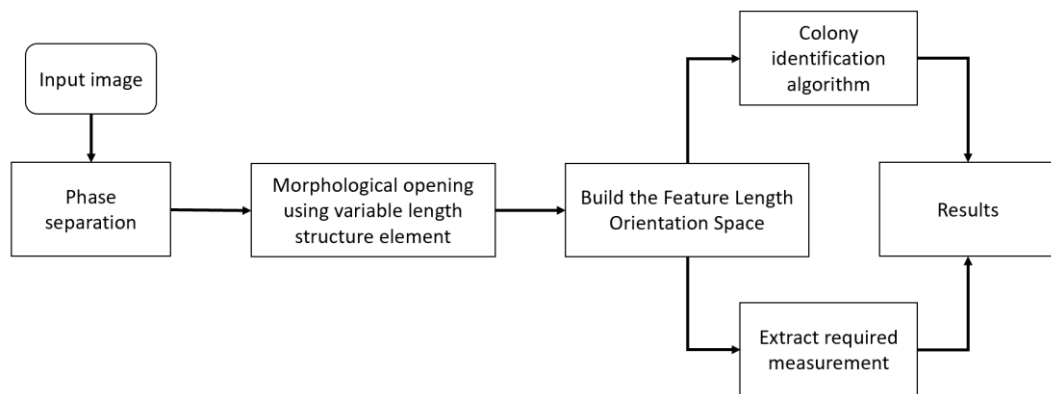 Input image
Phase
separation
Morphological opening
using variable length
structure element
Build the Feature Length
Orientation Space
Colony
identification
algorithm
Extract required
measurement
Results